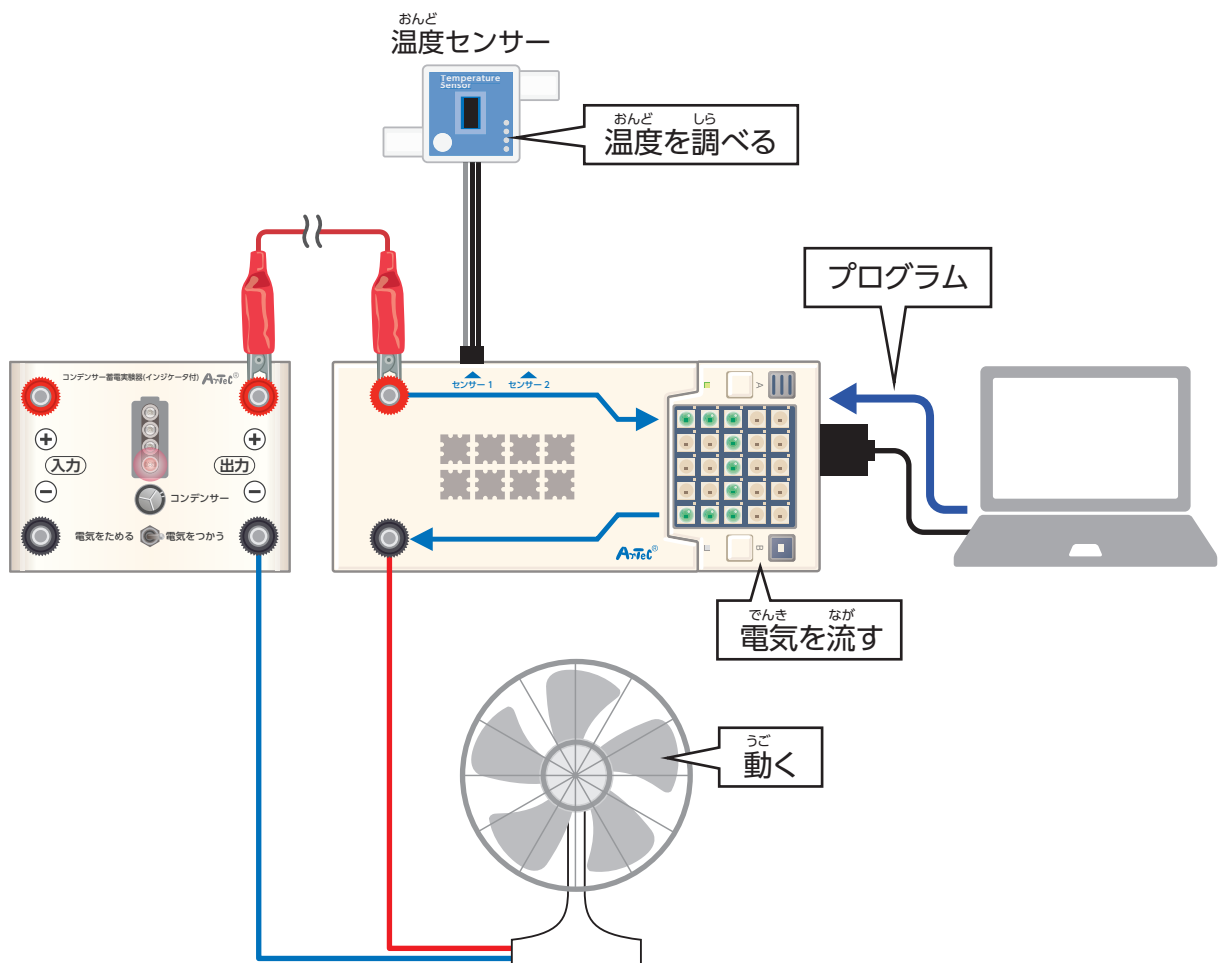 おんど
温度センサー
Temperature
Sensor
おんど しら
温度を調べる
プログラム
コンデンサー蓄電実験器(インジケータ付) ArTec®
センサー 1 センサー 2
A
+ +
入力 出力
− −
コンデンサー
電気をためる 電気をつかう
ArTec®
B
でんき なが
電気を流す
うご
動く